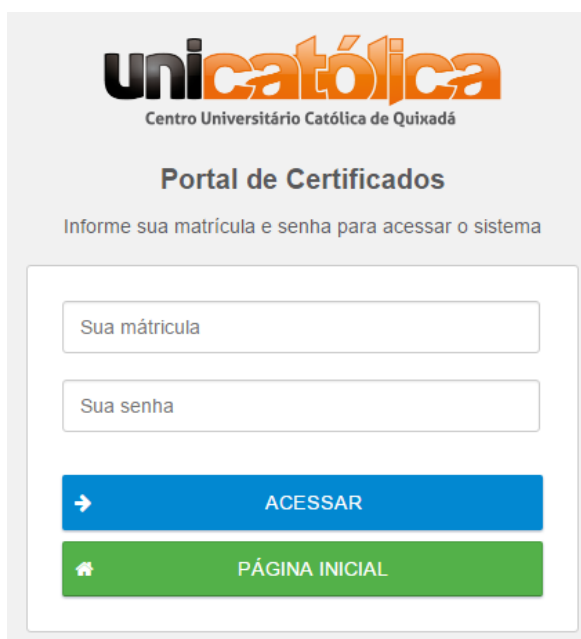 unicatólica
Centro Universitário Católica de Quixadá
Portal de Certificados
Informe sua matrícula e senha para acessar o sistema
Sua mátricula
Sua senha
ACESSAR
PÁGINA INICIAL